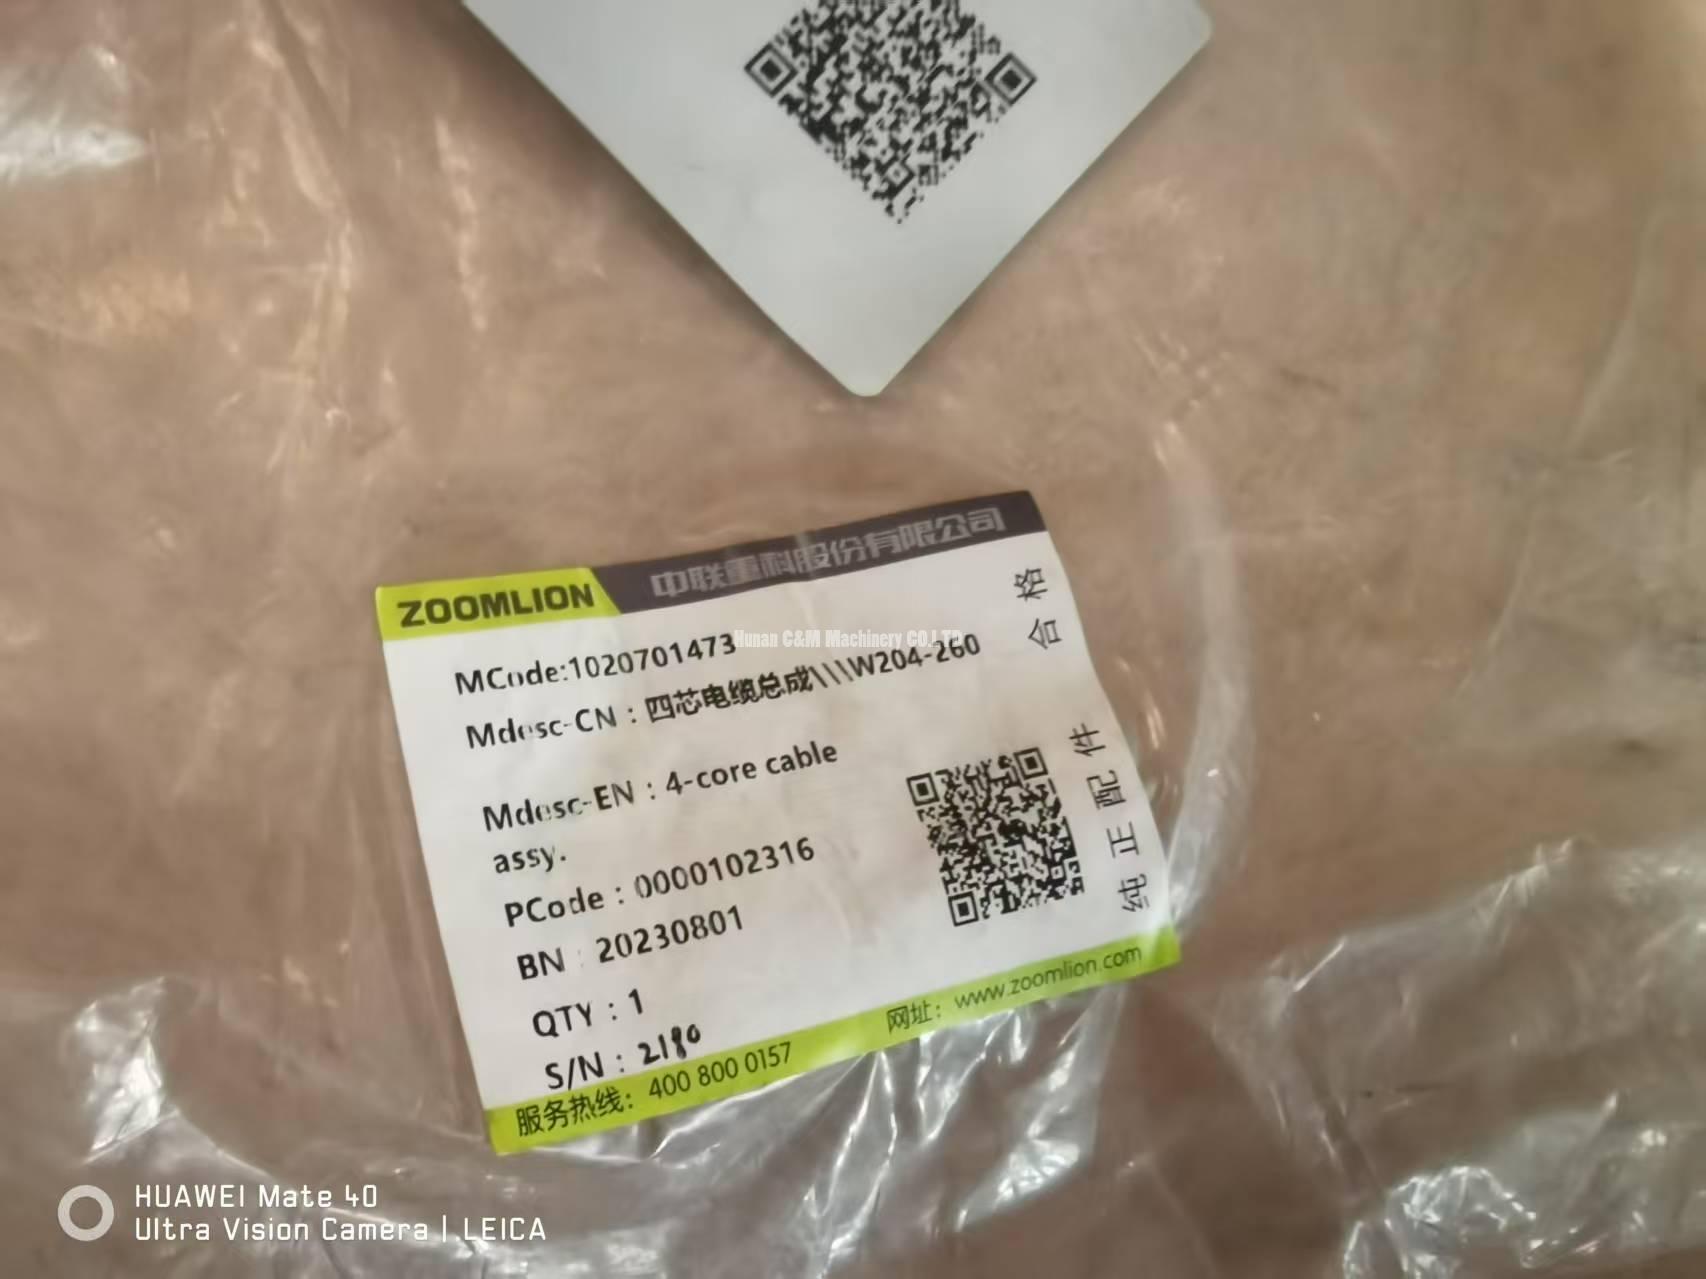 ZOOMLION 中联重科股份有限公司
MCode:1020701473
Hunan C&M Machinery CO.LTD
Mdesc-CN：四芯电缆总成\\\W204-260
Mdesc-EN：4-core cable
assy.
PCode：0000102316
BN：20230801
QTY：1
S/N：2180
合格
纯正配件
服务热线：400 800 0157
网址：www.zoomlion.com
HUAWEI Mate 40
Ultra Vision Camera | LEICA